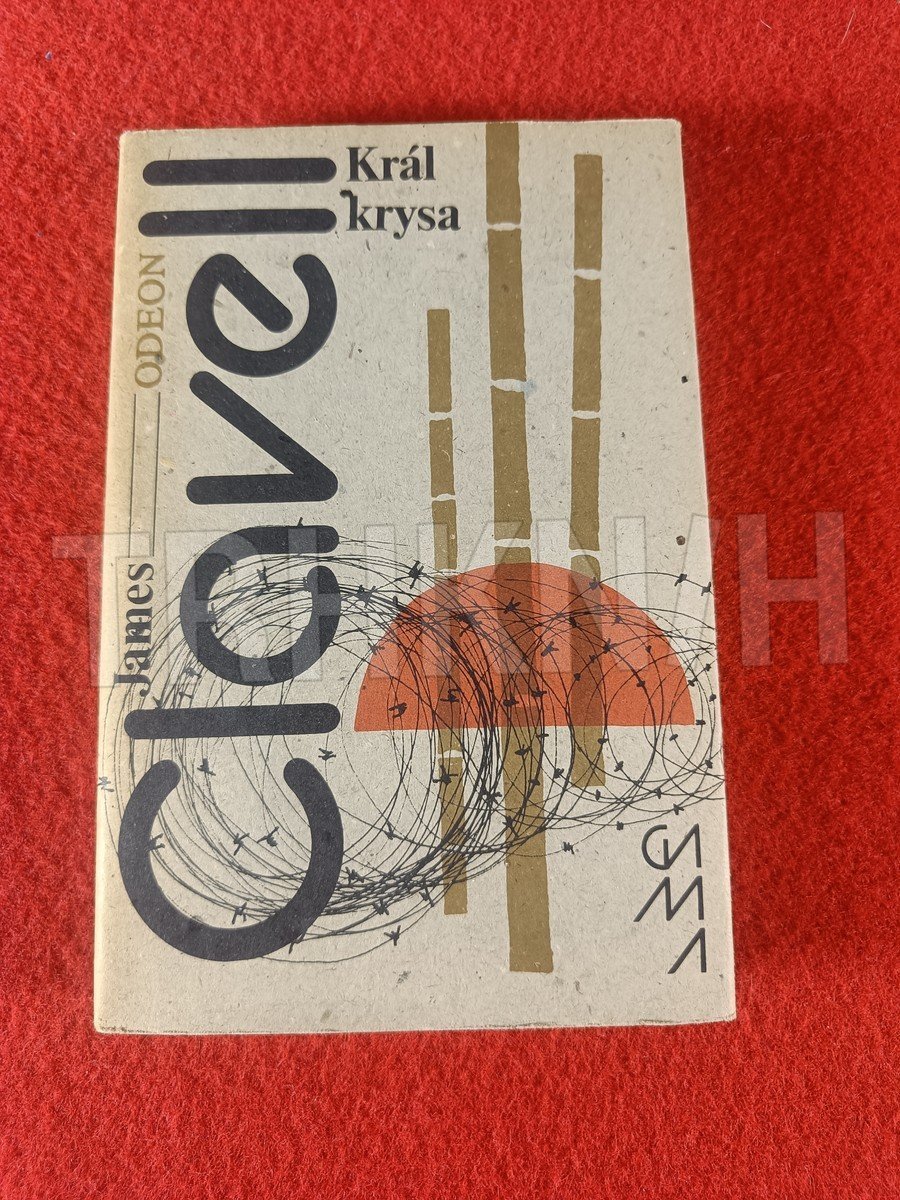 Král
krysa
James
Clavell
ODEON